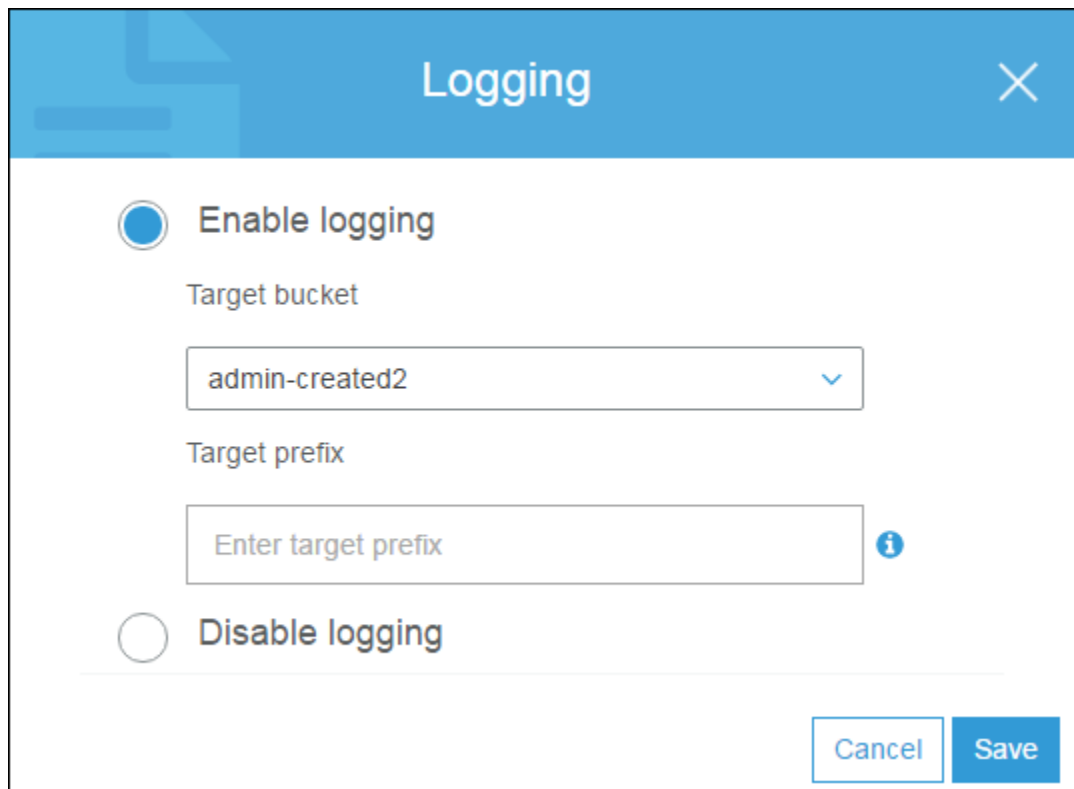 Logging
Enable logging
Target bucket
admin-created2
Target prefix
Enter target prefix
Disable logging
Cancel Save